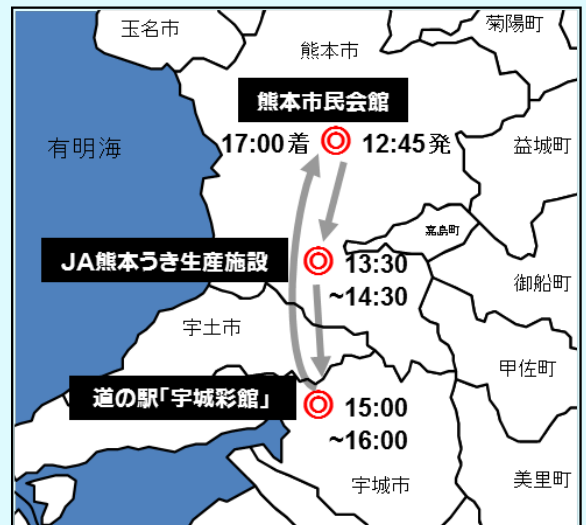 玉名市
菊陽町
熊本市
熊本市民会館
17:00着
12:45発
有明海
益城町
嘉島町
JA熊本うき生産施設
13:30
~14:30
御船町
宇土市
甲佐町
道の駅「宇城彩館」
15:00
~16:00
宇城市
美里町